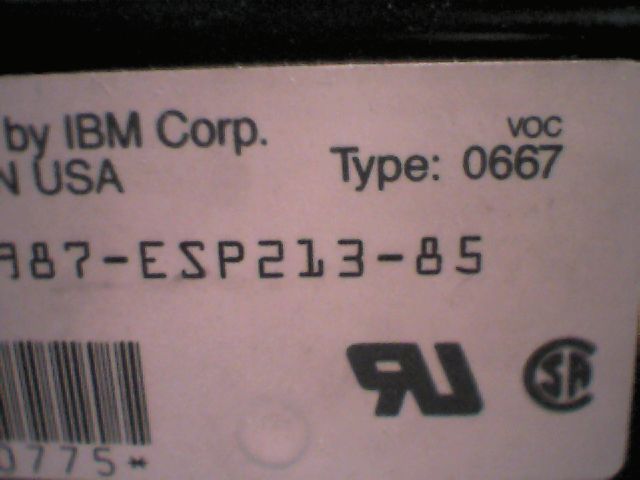 by IBM Corp.
N USA
VOC
Type: 0667
987-ESP213-85
0775*